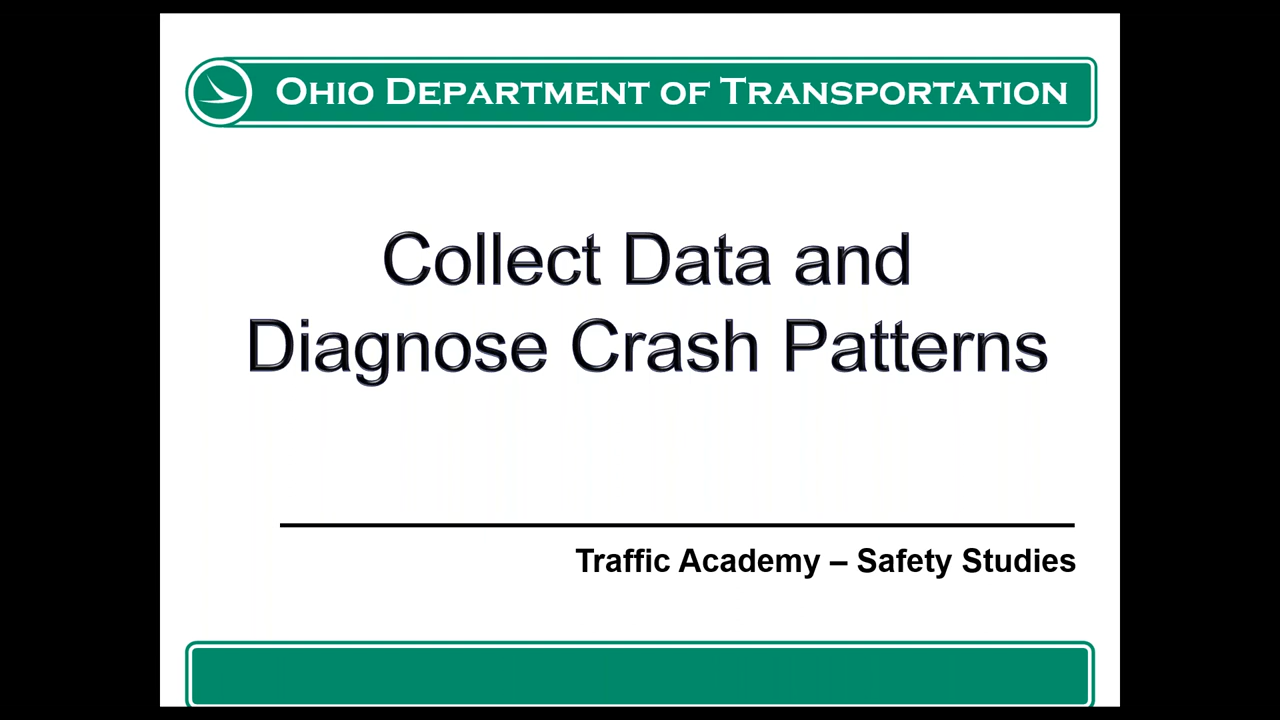 Ohio Department of Transportation
Collect Data and
Diagnose Crash Patterns
Traffic Academy – Safety Studies